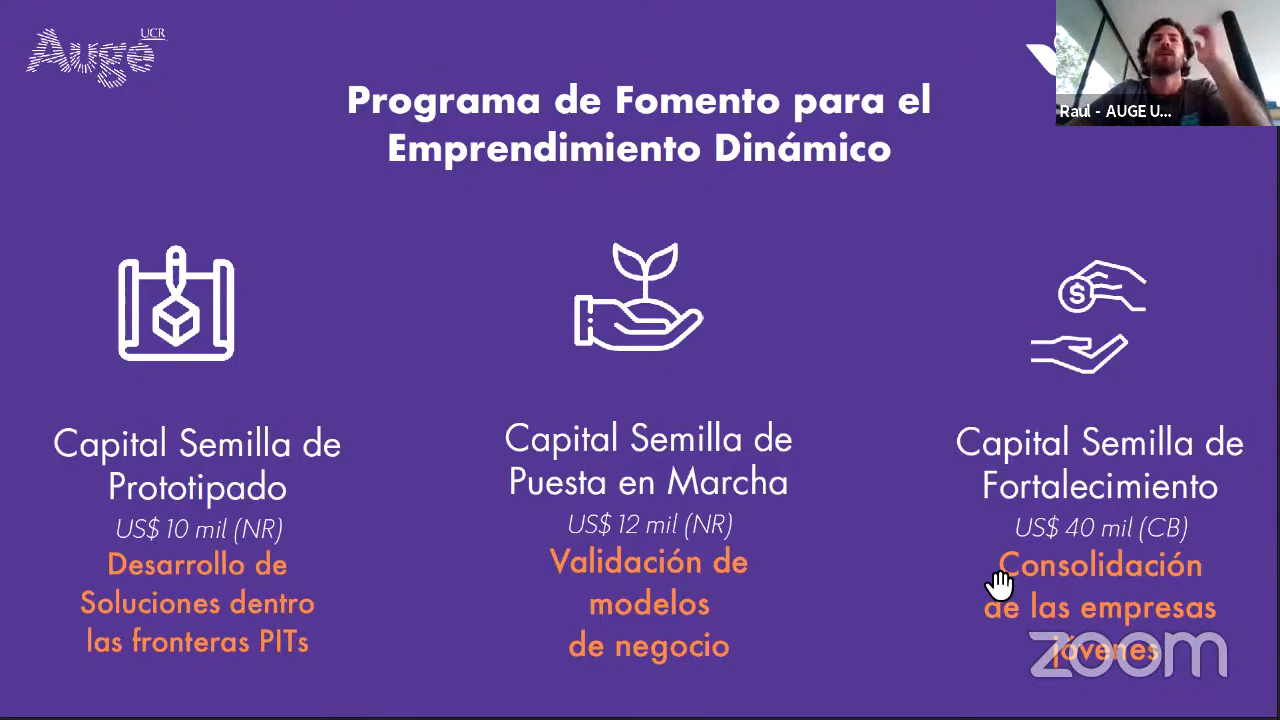 Auge UCR
Programa de Fomento para el
Emprendimiento Dinámico
Raul - AUGE U...
$
Capital Semilla de
Prototipado
US$ 10 mil (NR)
Desarrollo de
Soluciones dentro
las fronteras PITs
Capital Semilla de
Puesta en Marcha
US$ 12 mil (NR)
Validación de
modelos
de negocio
Capital Semilla de
Fortalecimiento
US$ 40 mil (CB)
Consolidación
de las empresas
jóvenes
zoom